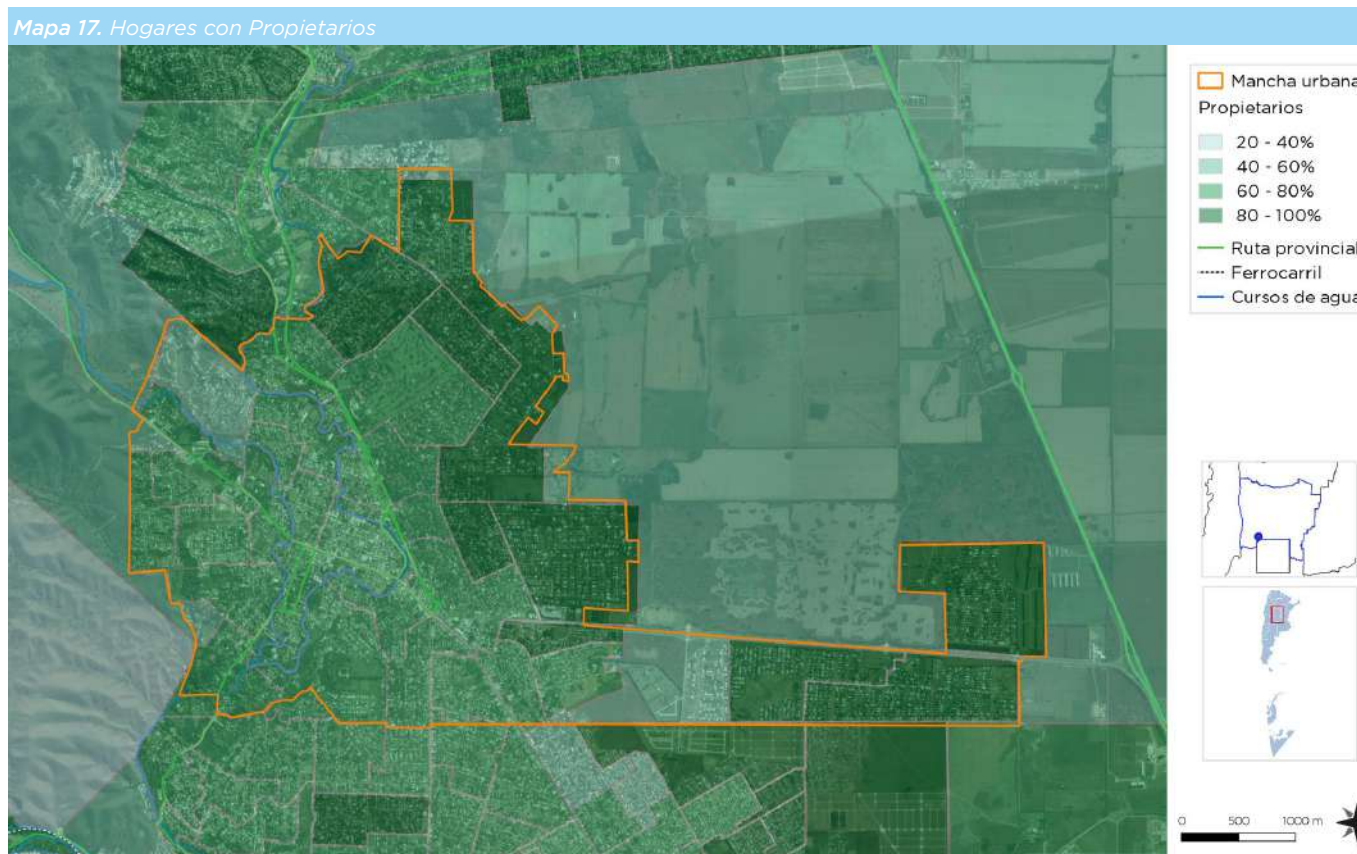 Mapa 17. Hogares con Propietarios
Mancha urbana
Propietarios
20 - 40%
40 - 60%
60 - 80%
80 - 100%
Ruta provincial
Ferrocarril
Cursos de agua
0 500 1000 m